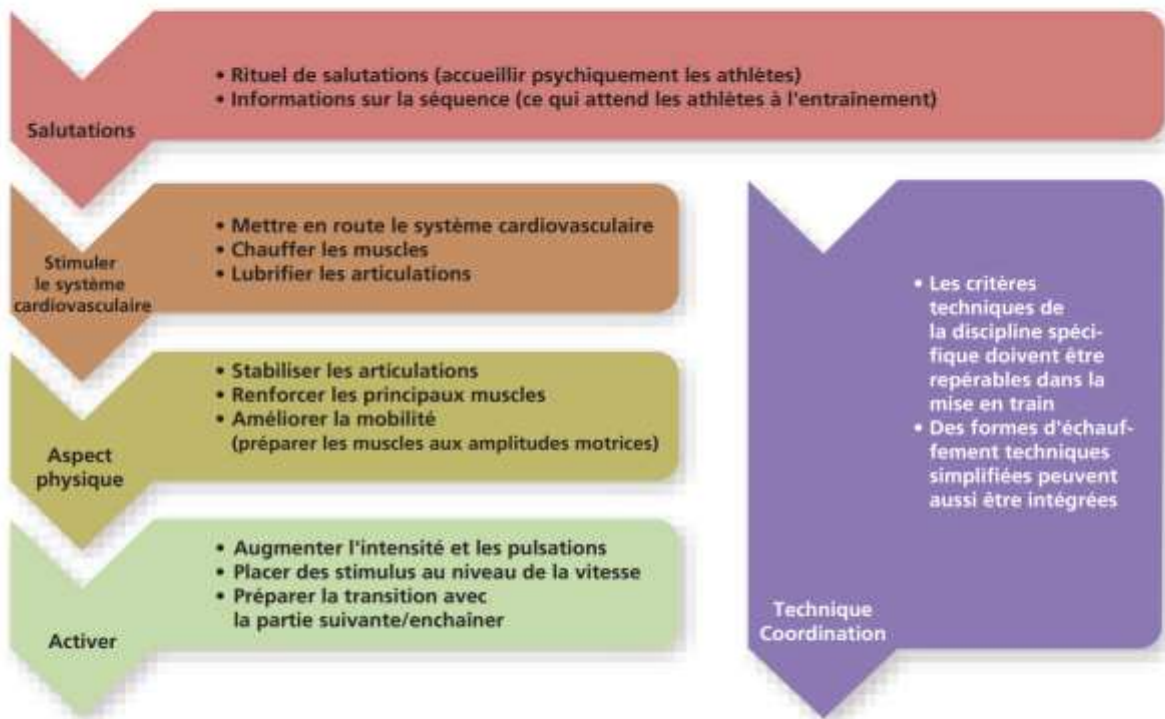 • Rituel de salutations (accueillir psychiquement les athlètes)
• Informations sur la séquence (ce qui attend les athlètes à l'entraînement)
Salutations
• Mettre en route le système cardiovasculaire
• Chauffer les muscles
• Lubrifier les articulations
Stimuler
le système
cardiovasculaire
• Stabiliser les articulations
• Renforcer les principaux muscles
• Améliorer la mobilité
(préparer les muscles aux amplitudes motrices)
Aspect
physique
• Augmenter l'intensité et les pulsations
• Placer des stimulus au niveau de la vitesse
• Préparer la transition avec
la partie suivante/enchaîner
Activer
• Les critères
techniques de
la discipline spéci-
fique doivent être
repérables dans la
mise en train
• Des formes d'échauf-
fement techniques
simplifiées peuvent
aussi être intégrées
Technique
Coordination